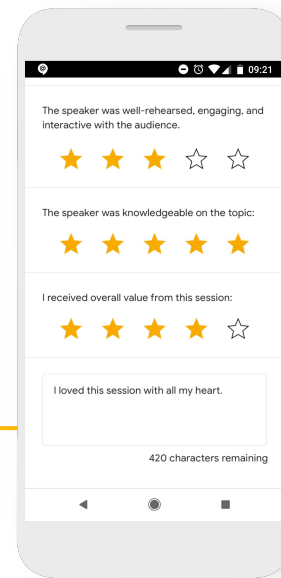 09:21
The speaker was well-rehearsed, engaging, and
interactive with the audience.
The speaker was knowledgeable on the topic:
I received overall value from this session:
I loved this session with all my heart.
420 characters remaining